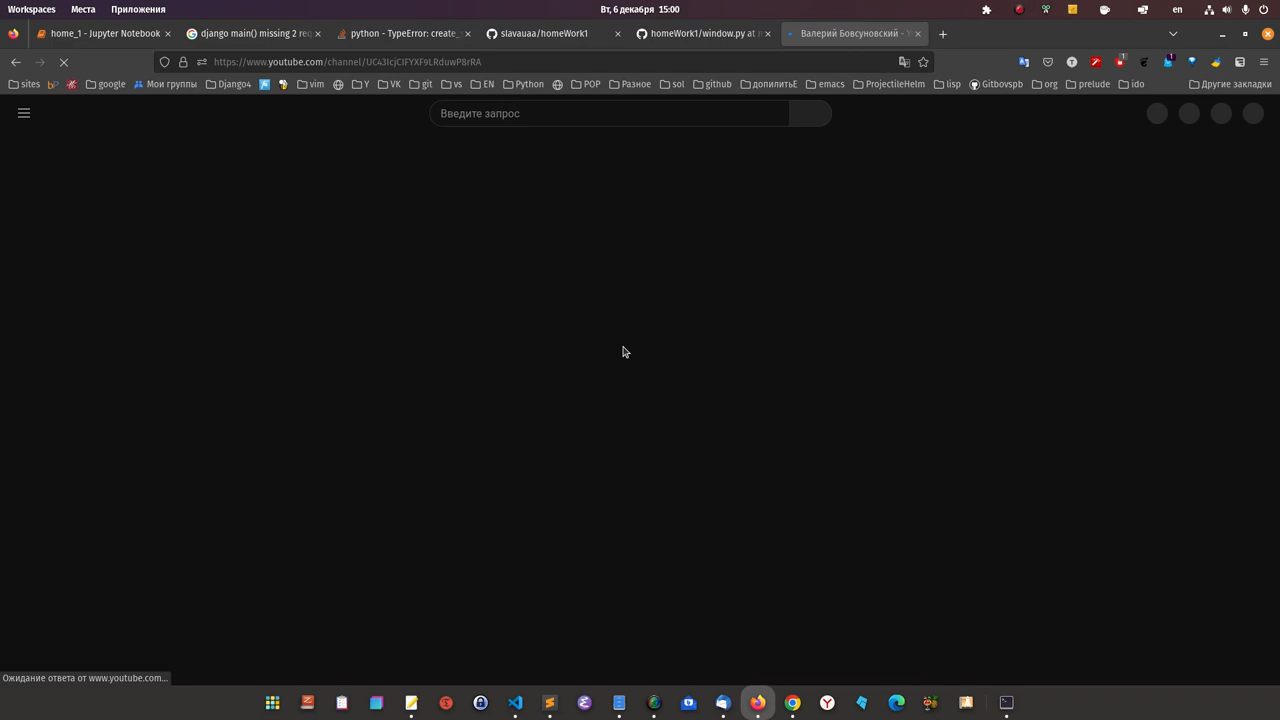 Workspaces Места Приложения Вт, 6 декабря 15:00 en
home_1 - Jupyter Notebook django main() missing 2 req python - TypeError: create_ slavauaa/homeWork1 homeWork1/window.py at m Валерий Бовсуновский -
https://www.youtube.com/channel/UC43IcjCIFYXF9LRduwP8rRA
sites google Мои группы Django4 vim Y VK git vs EN Python POP Разное sol github допилитьЕ emacs ProjectileHelm lisp Gitbovspb org prelude ido Другие закладки
Введите запрос
Ожидание ответа от www.youtube.com...